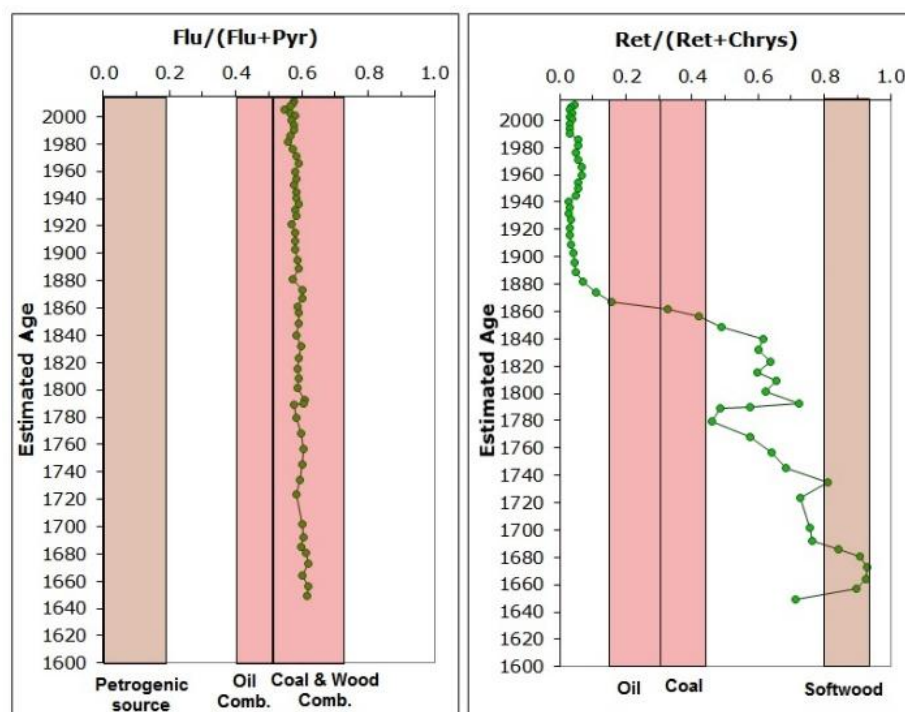 Flu/(Flu+Pyr)
0.0 0.2 0.4 0.6 0.8 1.0
Estimated Age
2000
1980
1960
1940
1920
1900
1880
1860
1840
1820
1800
1780
1760
1740
1720
1700
1680
1660
1640
1620
1600
Petrogenic
source
Oil
Comb.
Coal & Wood
Comb.
Ret/(Ret+Chrys)
0.0 0.2 0.4 0.6 0.8 1.0
Estimated Age
2000
1980
1960
1940
1920
1900
1880
1860
1840
1820
1800
1780
1760
1740
1720
1700
1680
1660
1640
1620
1600
Oil
Coal
Softwood